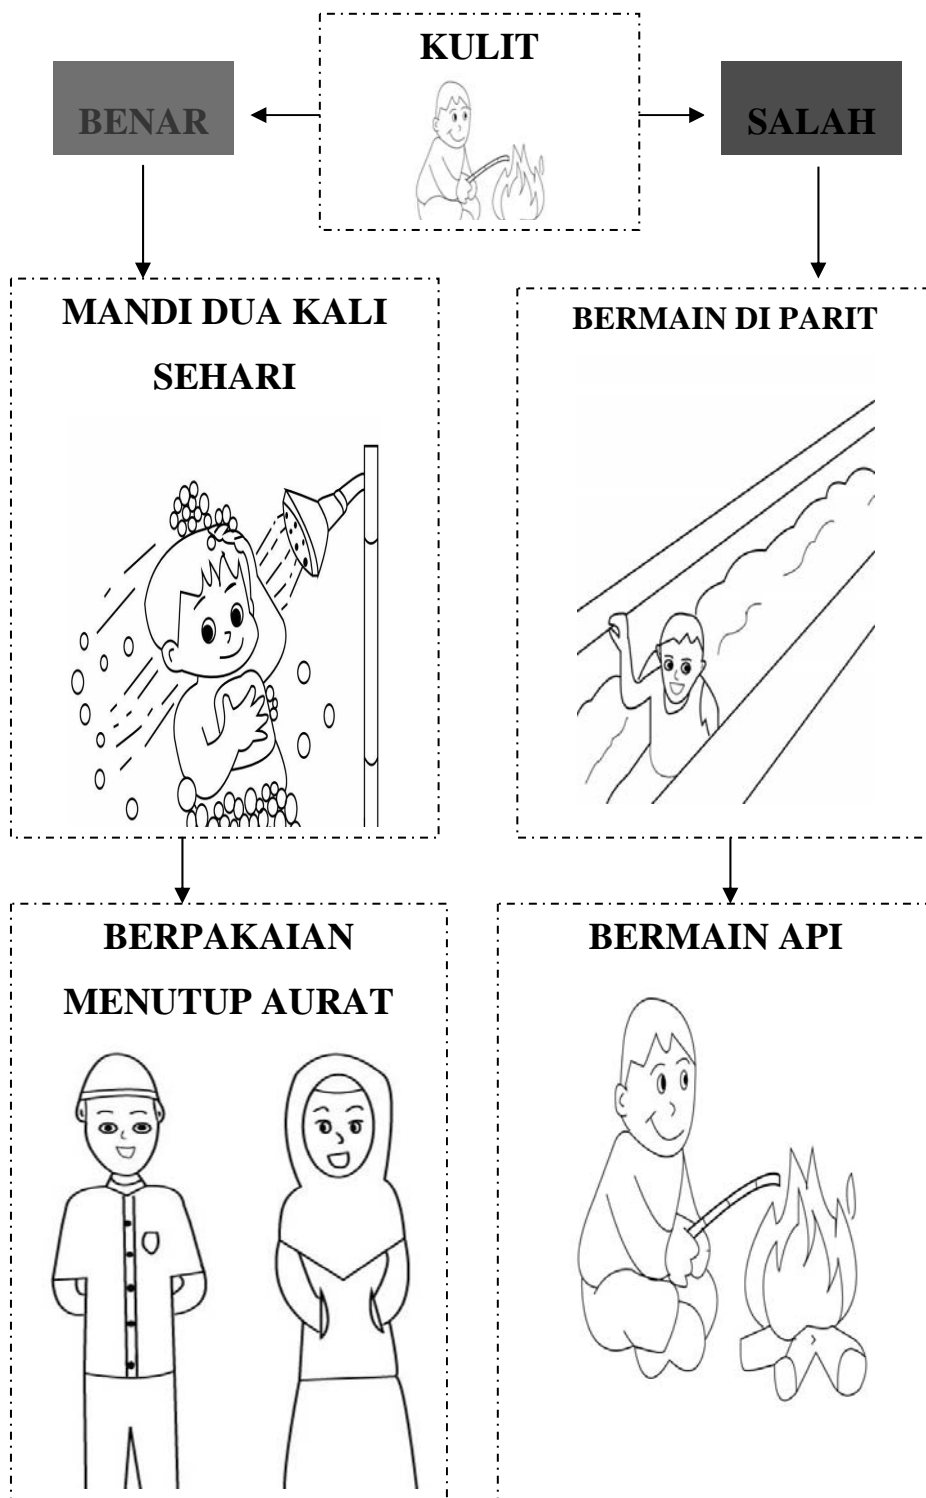 KULIT
BENAR
SALAH
MANDI DUA KALI
SEHARI
BERMAIN DI PARIT
BERPAKAIAN
MENUTUP AURAT
BERMAIN API